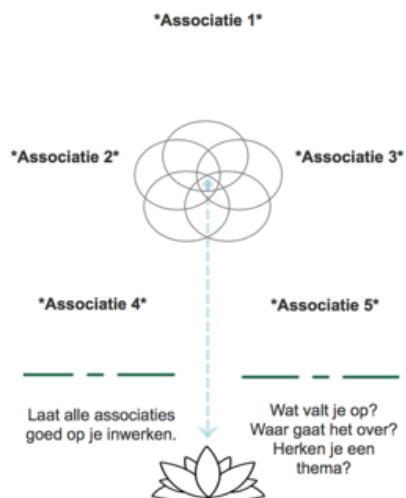 *Associatie 1*
*Associatie 2*
*Associatie 3*
*Associatie 4*
*Associatie 5*
Laat alle associaties
goed op je inwerken.
Wat valt je op?
Waar gaat het over?
Herken je een
thema?